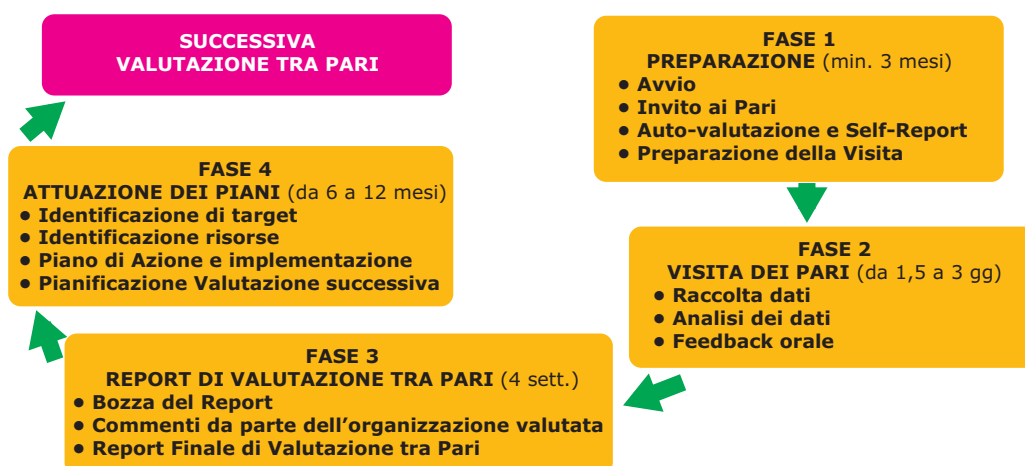 SUCCESSIVA
VALUTAZIONE TRA PARI
FASE 1
PREPARAZIONE (min. 3 mesi)
● Avvio
● Invito ai Pari
● Auto-valutazione e Self-Report
● Preparazione della Visita
FASE 2
VISITA DEI PARI (da 1,5 a 3 gg)
● Raccolta dati
● Analisi dei dati
● Feedback orale
FASE 3
REPORT DI VALUTAZIONE TRA PARI (4 sett.)
● Bozza del Report
● Commenti da parte dell’organizzazione valutata
● Report Finale di Valutazione tra Pari
FASE 4
ATTUAZIONE DEI PIANI (da 6 a 12 mesi)
● Identificazione di target
● Identificazione risorse
● Piano di Azione e implementazione
● Pianificazione Valutazione successiva